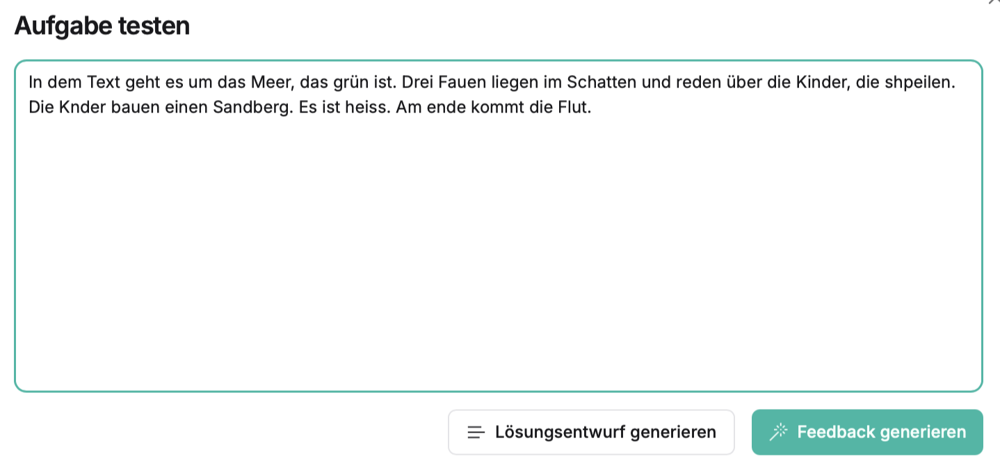 Aufgabe testen
In dem Text geht es um das Meer, das grün ist. Drei Fauen liegen im Schatten und reden über die Kinder, die shpeilen.
Die Knder bauen einen Sandberg. Es ist heiss. Am ende kommt die Flut.
Lösungsentwurf generieren
Feedback generieren